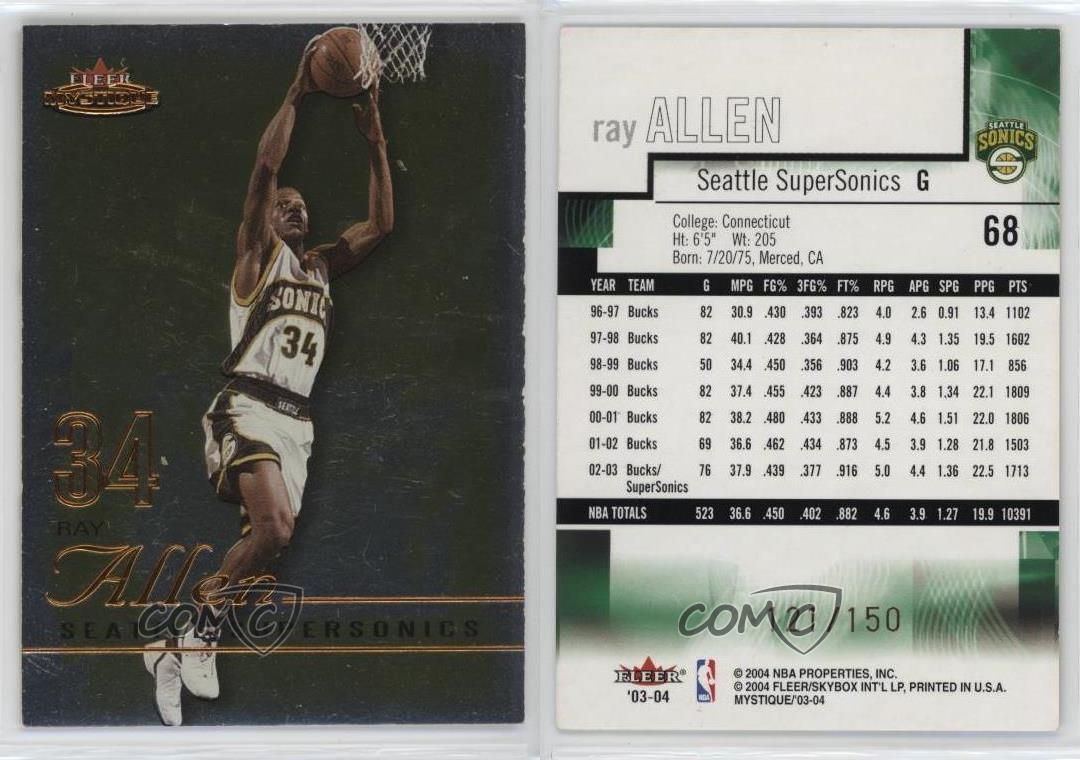 FLEER
MYSTIQUE
SONIC
34
SEATTLE
34
RAY
Allen
SEATTLE SUPERSONICS
COMC
ray ALLEN
SEATTLE
SONICS
Seattle SuperSonics G
College: Connecticut
Ht: 6'5" Wt: 205
Born: 7/20/75, Merced, CA
68
YEAR TEAM G MPG FG% 3FG% FT% RPG APG SPG PPG PTS
96-97 Bucks 82 30.9 .430 .393 .823 4.0 2.6 0.91 13.4 1102
97-98 Bucks 82 40.1 .428 .364 .875 4.9 4.3 1.35 19.5 1602
98-99 Bucks 50 34.4 .450 .356 .903 4.2 3.6 1.06 17.1 856
99-00 Bucks 82 37.4 .455 .423 .887 4.4 3.8 1.34 22.1 1809
00-01 Bucks 82 38.2 .480 .433 .888 5.2 4.6 1.51 22.0 1806
01-02 Bucks 69 36.6 .462 .434 .873 4.5 3.9 1.28 21.8 1503
02-03 Bucks/ 76 37.9 .439 .377 .916 5.0 4.4 1.36 22.5 1713
SuperSonics
NBA TOTALS 523 36.6 .450 .402 .882 4.6 3.9 1.27 19.9 10391
121/150
COMC
FLEER®
'03-04
NBA
© 2004 NBA PROPERTIES, INC.
© 2004 FLEER/SKYBOX INT'L LP, PRINTED IN U.S.A.
MYSTIQUE/'03-04